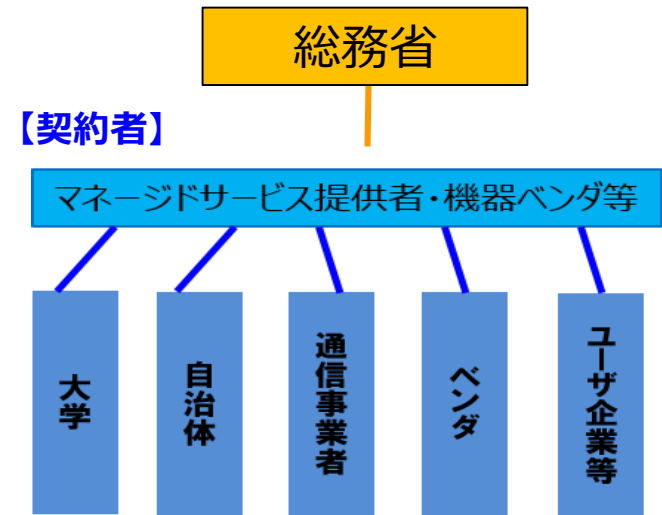 総務省
【契約者】
マネージドサービス提供者・機器ベンダ等
大学
自治体
通信事業者
ベンダ
ユーザ企業等